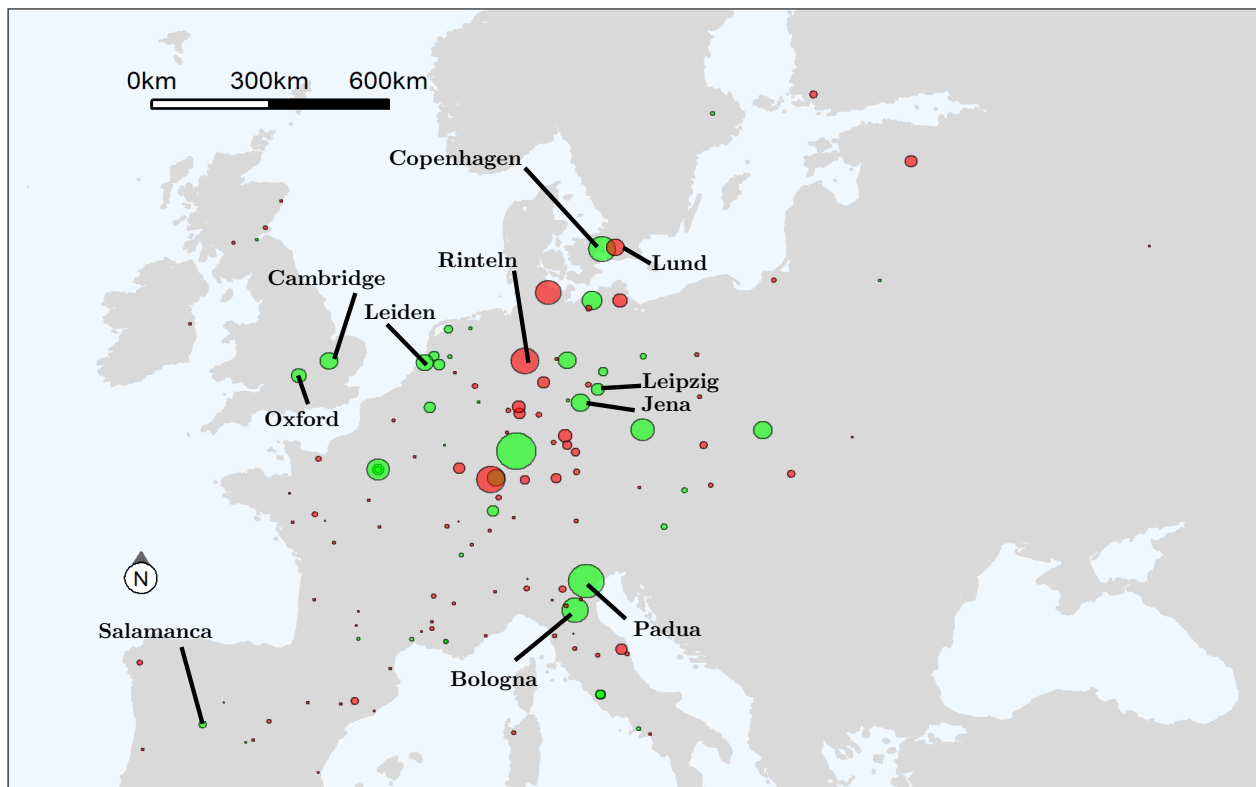 0km 300km 600km
Copenhagen
Rinteln
Lund
Cambridge
Leiden
Leipzig
Jena
Oxford
N
Salamanca
Padua
Bologna